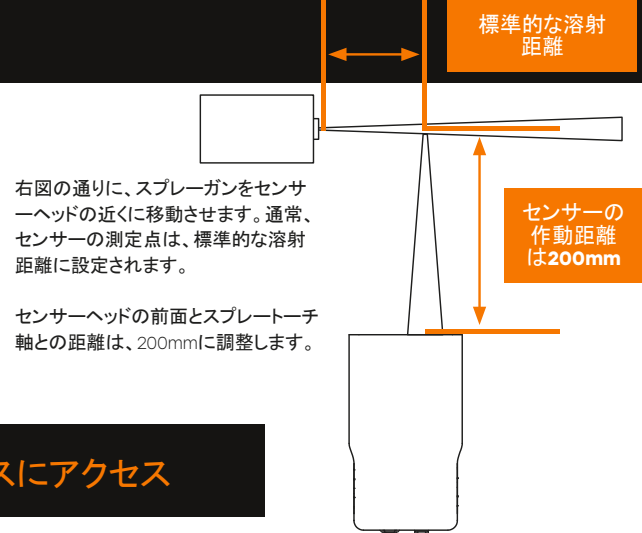 標準的な溶射
距離
右図の通りに、スプレーガンをセンサ
ーヘッドの近くに移動させます。通常、
センサーの測定点は、標準的な溶射
距離に設定されます。
センサーの
作動距離
は200mm
センサーヘッドの前面とスプレートーチ
軸との距離は、200mmに調整します。
スにアクセス